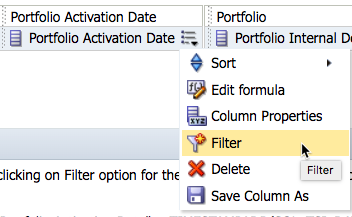 Portfolio Activation Date Portfolio
Portfolio Activation Date Portfolio Internal
Sort
Edit formula
Column Properties
Filter
Filter
Delete
clicking on Filter option for the
Save Column As